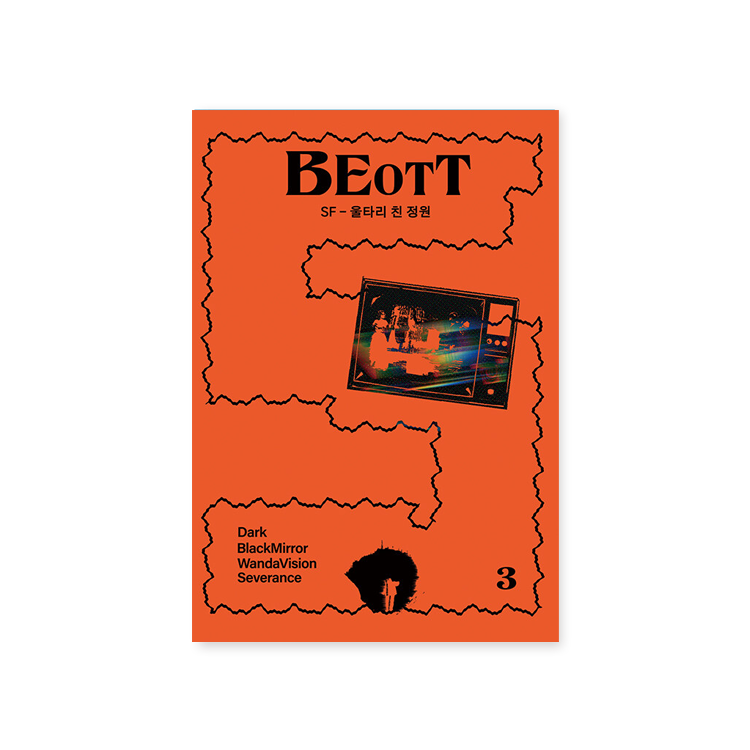 BEOTT
SF – 울타리 친 정원
Dark
BlackMirror
WandaVision
Severance
3